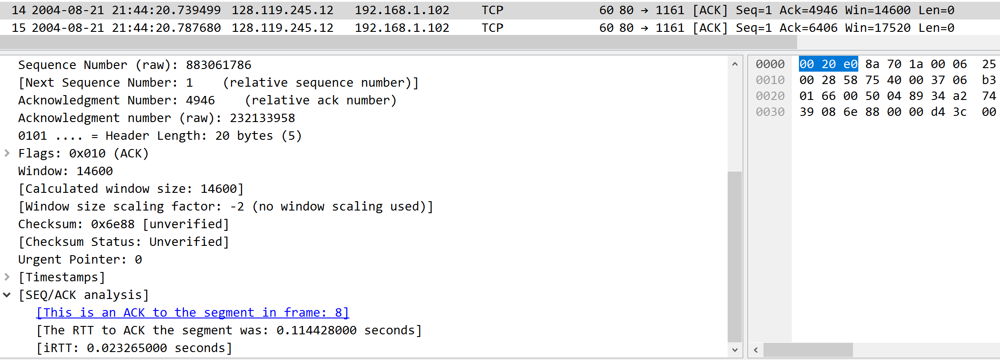 14 2004-08-21 21:44:20.739499 128.119.245.12 192.168.1.102 TCP 60 80 → 1161 [ACK] Seq=1 Ack=4946 Win=14600 Len=0
15 2004-08-21 21:44:20.787680 128.119.245.12 192.168.1.102 TCP 60 80 → 1161 [ACK] Seq=1 Ack=6406 Win=17520 Len=0
Sequence Number (raw): 883061786
[Next Sequence Number: 1 (relative sequence number)]
Acknowledgment Number: 4946 (relative ack number)
Acknowledgment number (raw): 232133958
0101 .... = Header Length: 20 bytes (5)
Flags: 0x010 (ACK)
Window: 14600
[Calculated window size: 14600]
[Window size scaling factor: -2 (no window scaling used)]
Checksum: 0x6e88 [unverified]
[Checksum Status: Unverified]
Urgent Pointer: 0
[Timestamps]
[SEQ/ACK analysis]
[This is an ACK to the segment in frame: 8]
[The RTT to ACK the segment was: 0.114428000 seconds]
[iRTT: 0.023265000 seconds]
0000 00 20 e0 8a 70 1a 00 06 25
0010 00 28 58 75 40 00 37 06 b3
0020 01 66 00 50 04 89 34 a2 74
0030 39 08 6e 88 00 00 d4 3c 00